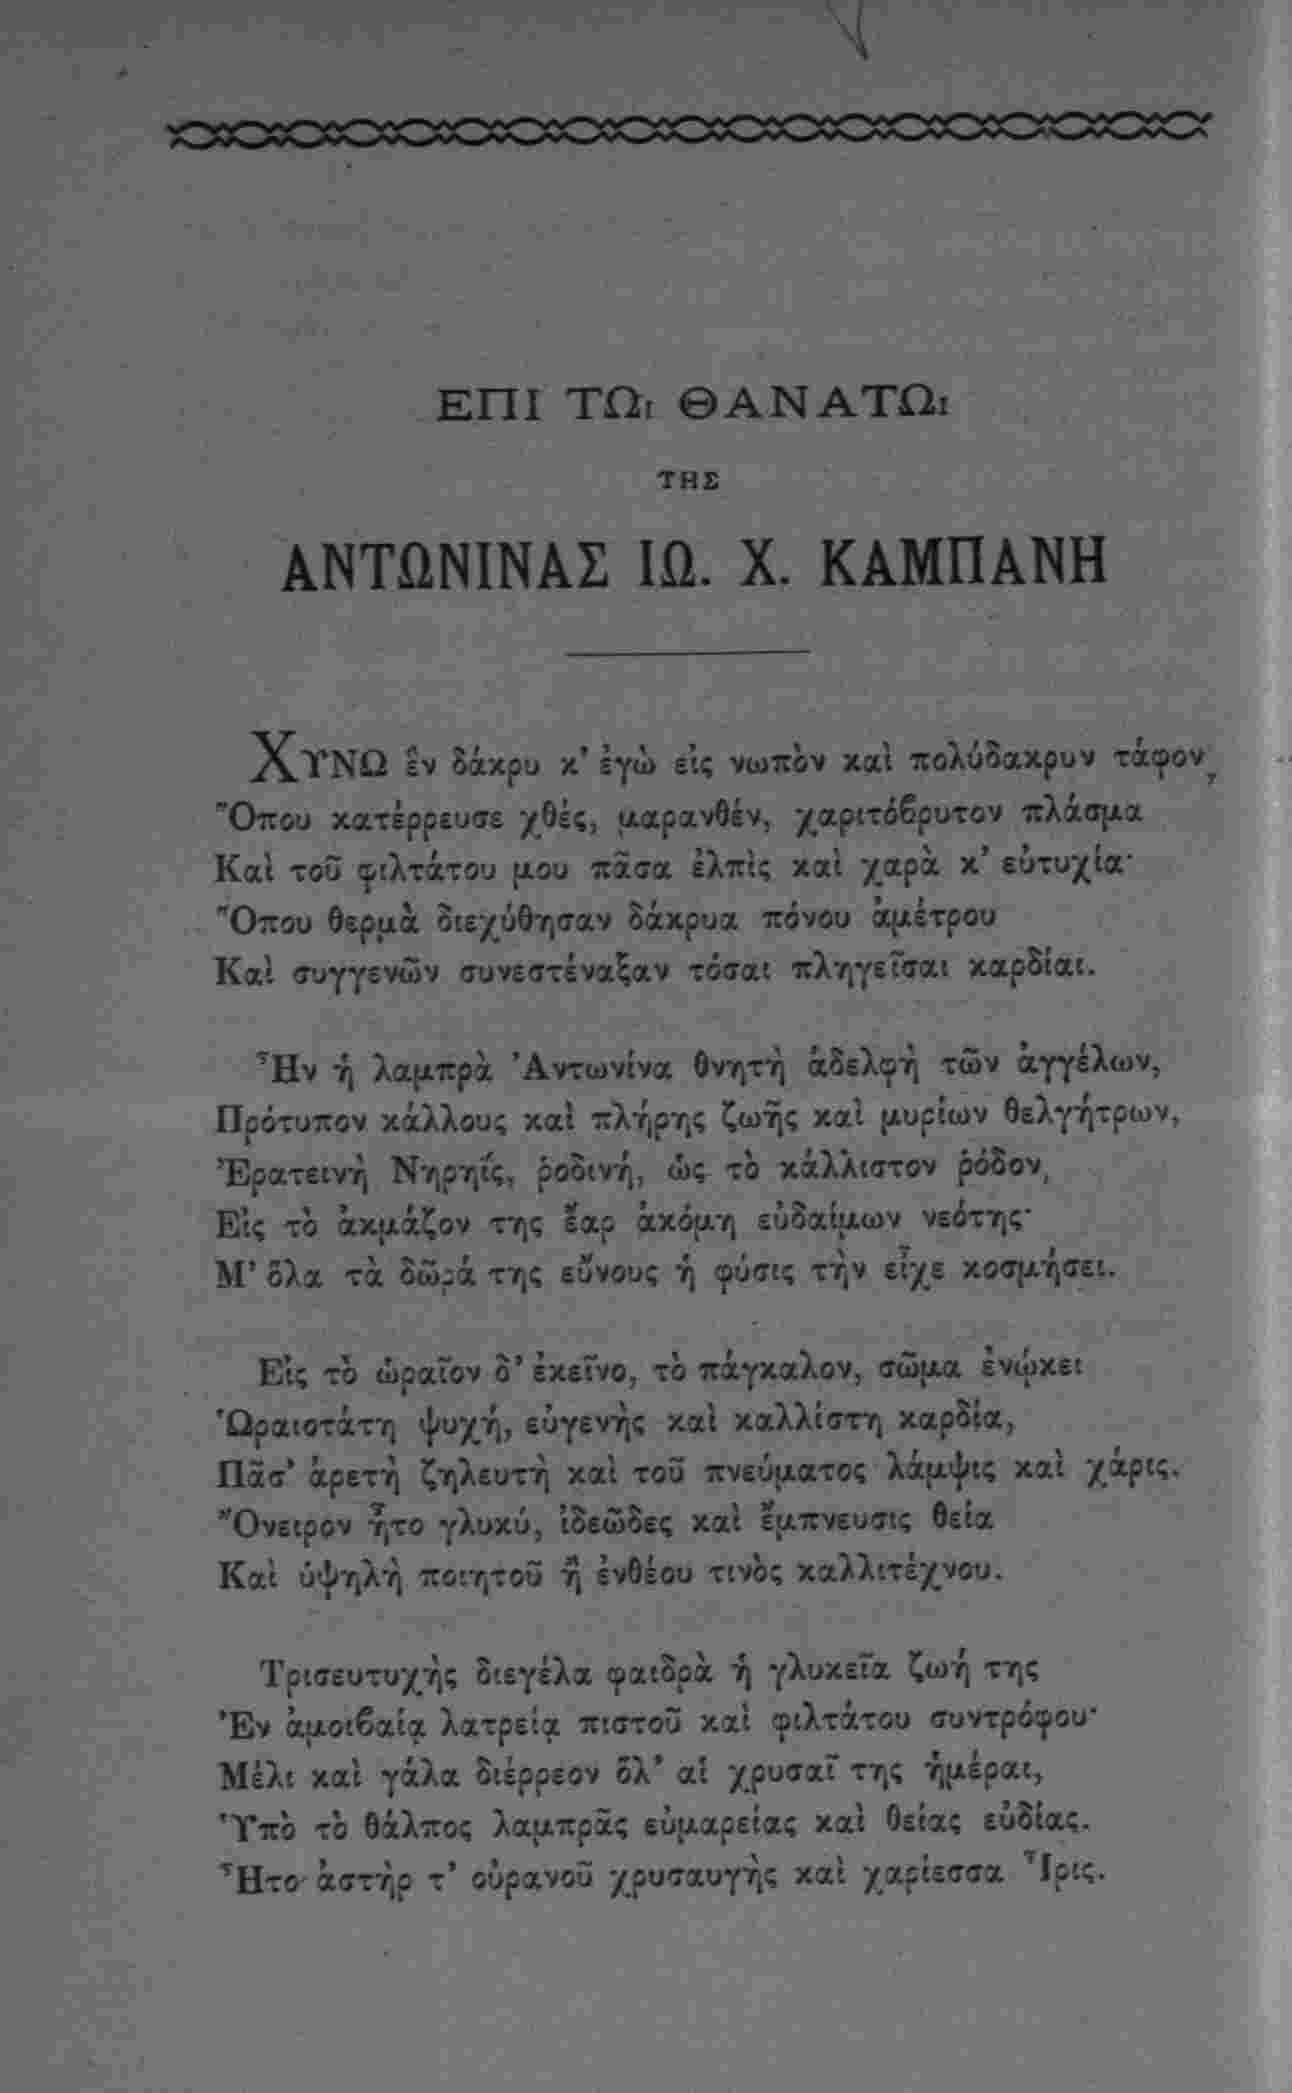 ΕΠΙ ΤΩι ΘΑΝΑΤΩι
ΤΗΣ
ΑΝΤΩΝΙΝΑΣ ΙΩ. Χ. ΚΑΜΠΑΝΗ
ΧΥΝΩ ἓν δάκρυ κ' ἐγὼ εἰς νωπὸν καὶ πολύδακρυν τάφον,
Ὅπου κατέρρευσε χθές, μαρανθέν, χαριτόβρυτον πλάσμα
Καὶ τοῦ φιλτάτου μου πᾶσα ἐλπὶς καὶ χαρὰ κ' εὐτυχία·
Ὅπου θερμὰ διεχύθησαν δάκρυα πόνου ἀμέτρου
Καὶ συγγενῶν συνεστέναξαν τόσαι πληγεῖσαι καρδίαι.
Ἦν ἡ λαμπρὰ Ἀντωνίνα θνητὴ ἀδελφὴ τῶν ἀγγέλων,
Πρότυπον κάλλους καὶ πλήρης ζωῆς καὶ μυρίων θελγήτρων,
Ἐρατεινὴ Νηρηΐς, ῥοδινή, ὡς τὸ κάλλιστον ῥόδον,
Εἰς τὸ ἀκμάζον της ἔαρ ἀκόμη εὐδαίμων νεότης·
Μ' ὅλα τὰ δῶρά της εὔνους ἡ φύσις τὴν εἶχε κοσμήσει.
Εἰς τὸ ὡραῖον δ' ἐκεῖνο, τὸ πάγκαλον, σῶμα ἐνῴκει
Ὡραιοτάτη ψυχή, εὐγενὴς καὶ καλλίστη καρδία,
Πᾶσ' ἀρετὴ ζηλευτὴ καὶ τοῦ πνεύματος λάμψις καὶ χάρις.
Ὄνειρον ἦτο γλυκύ, ἰδεῶδες καὶ ἔμπνευσις θεία
Καὶ ὑψηλὴ ποιητοῦ ἢ ἐνθέου τινὸς καλλιτέχνου.
Τρισευτυχὴς διεγέλα φαιδρὰ ἡ γλυκεῖα ζωή της
Ἐν ἀμοιβαίᾳ λατρείᾳ πιστοῦ καὶ φιλτάτου συντρόφου·
Μέλι καὶ γάλα διέρρεον ὅλ' αἱ χρυσαῖ της ἡμέραι,
Ὑπὸ τὸ θάλπος λαμπρᾶς εὐμαρείας καὶ θείας εὐδίας.
Ἦτο ἀστὴρ τ' οὐρανοῦ χρυσαυγὴς καὶ χαρίεσσα Ἶρις.